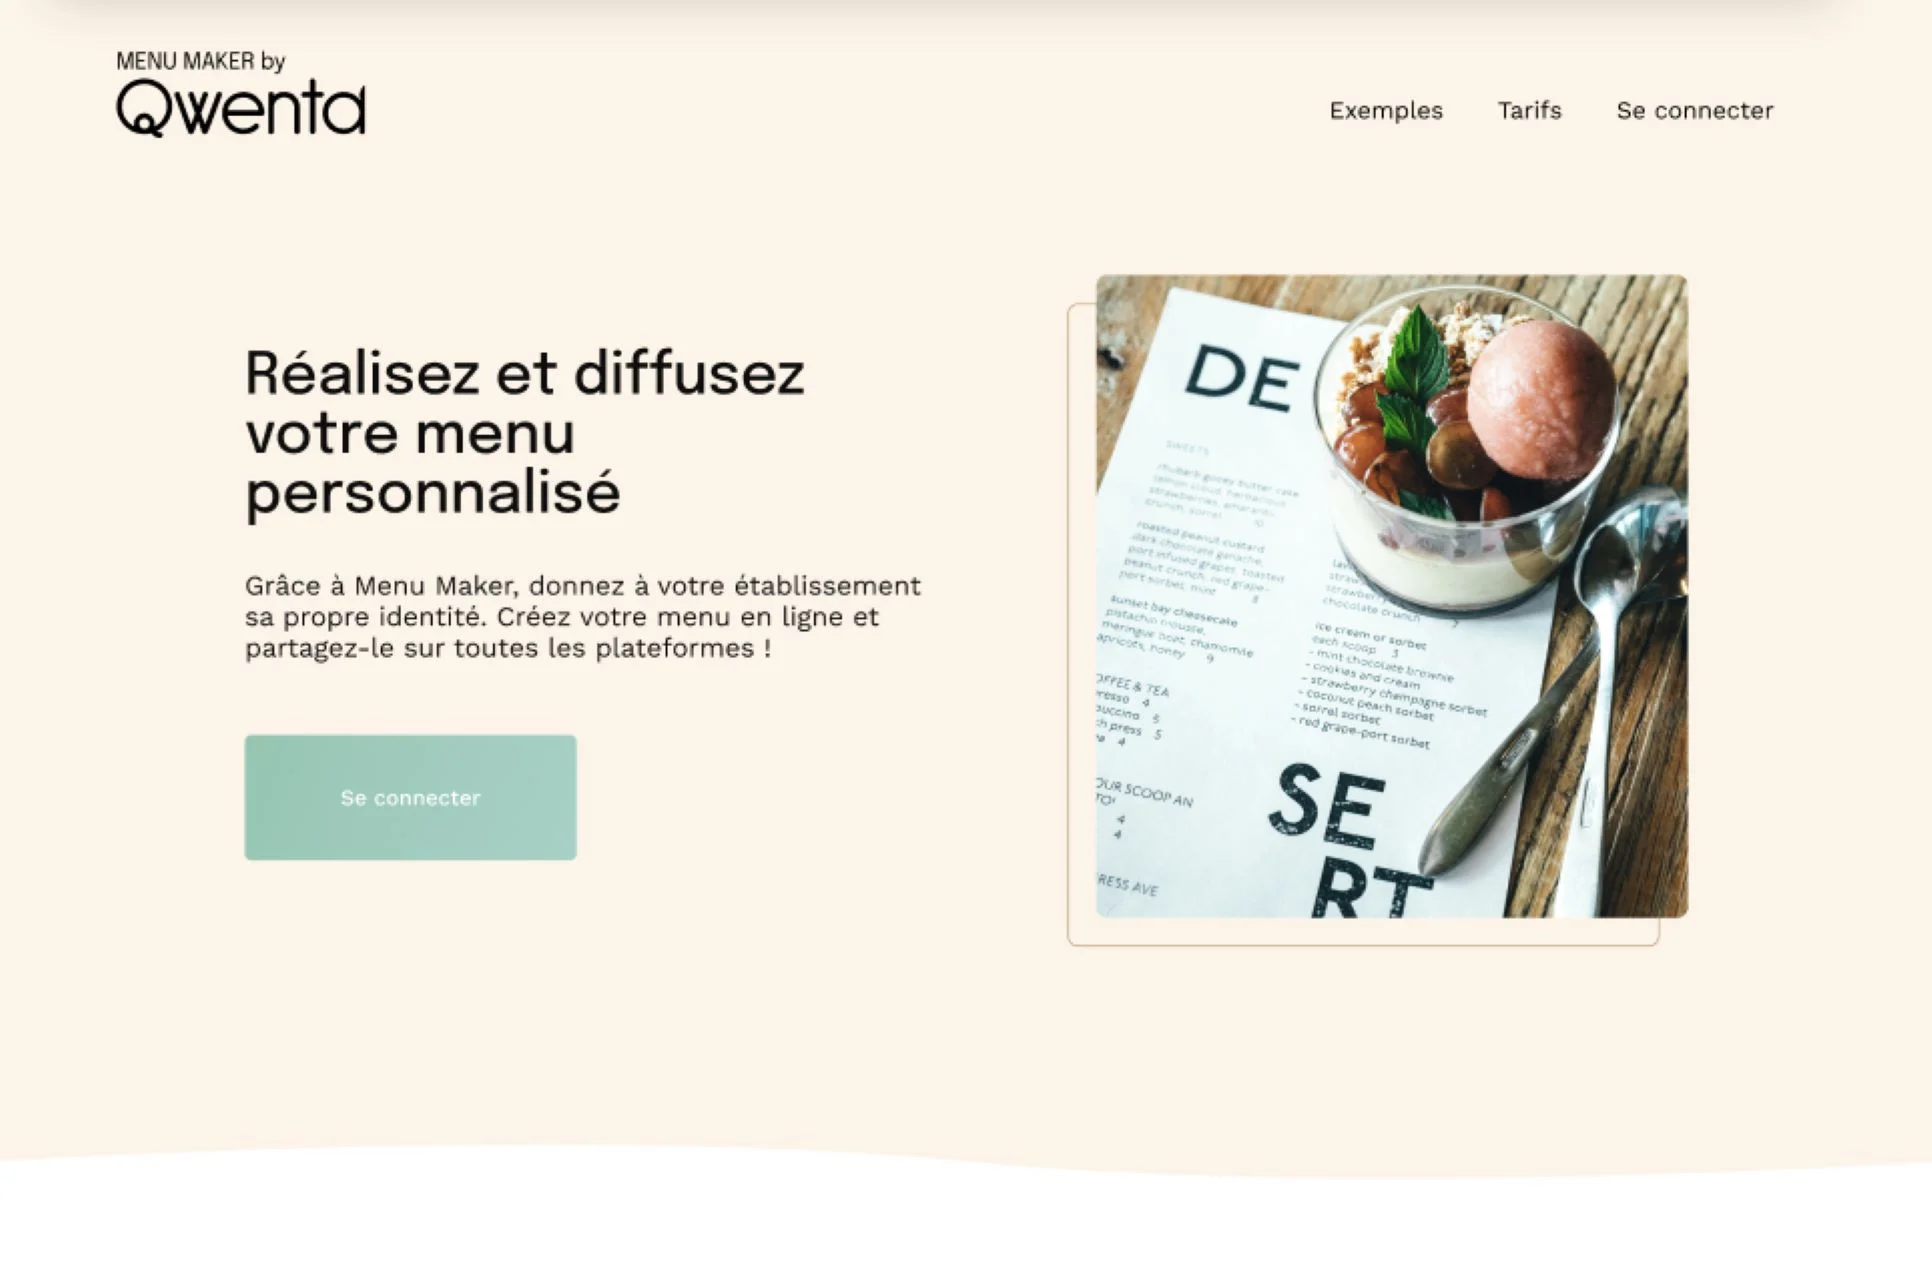 MENU MAKER by
Qwenta
Exemples Tarifs Se connecter
Réalisez et diffusez
votre menu
personnalisé
Grâce à Menu Maker, donnez à votre établissement
sa propre identité. Créez votre menu en ligne et
partagez-le sur toutes les plateformes !
Se connecter
DE
SWEETS
rhubarb gooey butter cake
lemon cloud, herbacious
strawberries, amaranth
crunch, sorrel 10
roasted peanut custard
dark chocolate ganache,
port infused grapes, toasted
peanut crunch, red grape-
port sorbet, mint 8
sunset bay cheesecake
pistachio mousse,
meringue boat, chamomile
apricots, honey 9
chocolate crunch 7
ice cream or sorbet
each scoop 3
- mint chocolate brownie
- cookies and cream
- strawberry champagne sorbet
- coconut peach sorbet
- sorrel sorbet
- red grape-port sorbet
OFFEE & TEA
resso 4
puccino 5
ch press 5
4
OUR SCOOP AN
TO!
4
4
RESS AVE
SE
RT